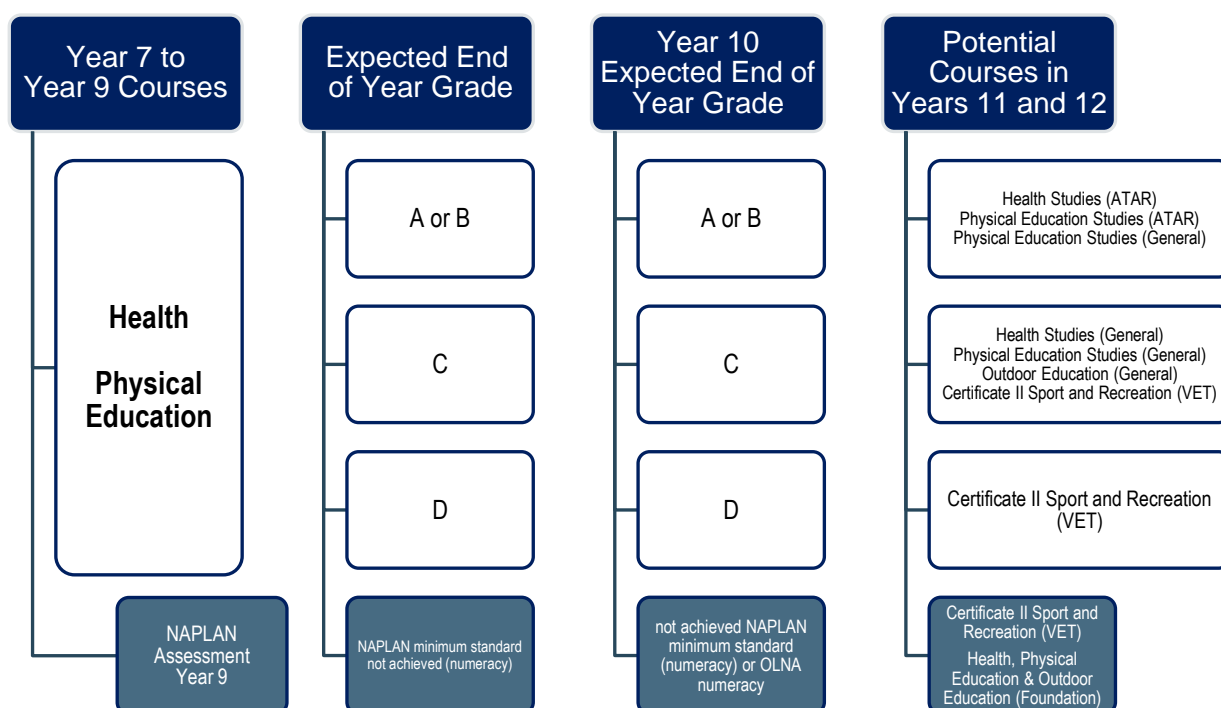 Year 7 to
Year 9 Courses
Health
Physical
Education
NAPLAN
Assessment
Year 9
Expected End
of Year Grade
A or B
C
D
NAPLAN minimum standard
not achieved (numeracy)
Year 10
Expected End of
Year Grade
A or B
C
D
not achieved NAPLAN
minimum standard
(numeracy) or OLNA
numeracy
Potential
Courses in
Years 11 and 12
Health Studies (ATAR)
Physical Education Studies (ATAR)
Physical Education Studies (General)
Health Studies (General)
Physical Education Studies (General)
Outdoor Education (General)
Certificate II Sport and Recreation (VET)
Certificate II Sport and Recreation
(VET)
Certificate II Sport and
Recreation (VET)
Health, Physical
Education & Outdoor
Education (Foundation)